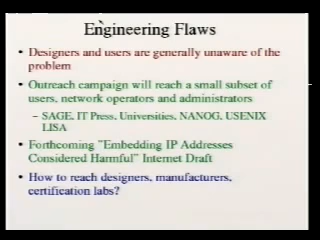 Engineering Flaws
• Designers and users are generally unaware of the
problem
• Outreach campaign will reach a small subset of
users, network operators and administrators
– SAGE, IT Press, Universities, NANOG, USENIX
LISA
• Forthcoming "Embedding IP Addresses
Considered Harmful" Internet Draft
• How to reach designers, manufacturers,
certification labs?